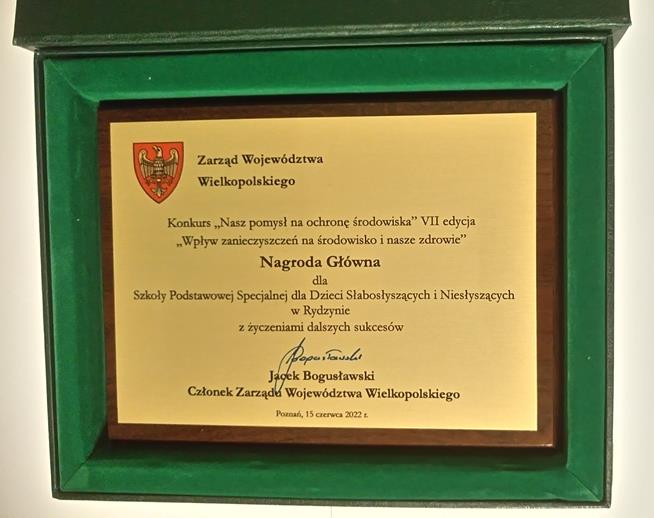 Zarząd Województwa
Wielkopolskiego
Konkurs „Nasz pomysł na ochronę środowiska” VII edycja
„Wpływ zanieczyszczeń na środowisko i nasze zdrowie”
Nagroda Główna
dla
Szkoły Podstawowej Specjalnej dla Dzieci Słabosłyszących i Niesłyszących
w Rydzynie
z życzeniami dalszych sukcesów
Bogusławski
Jacek Bogusławski
Członek Zarządu Województwa Wielkopolskiego
Poznań, 15 czerwca 2022 r.